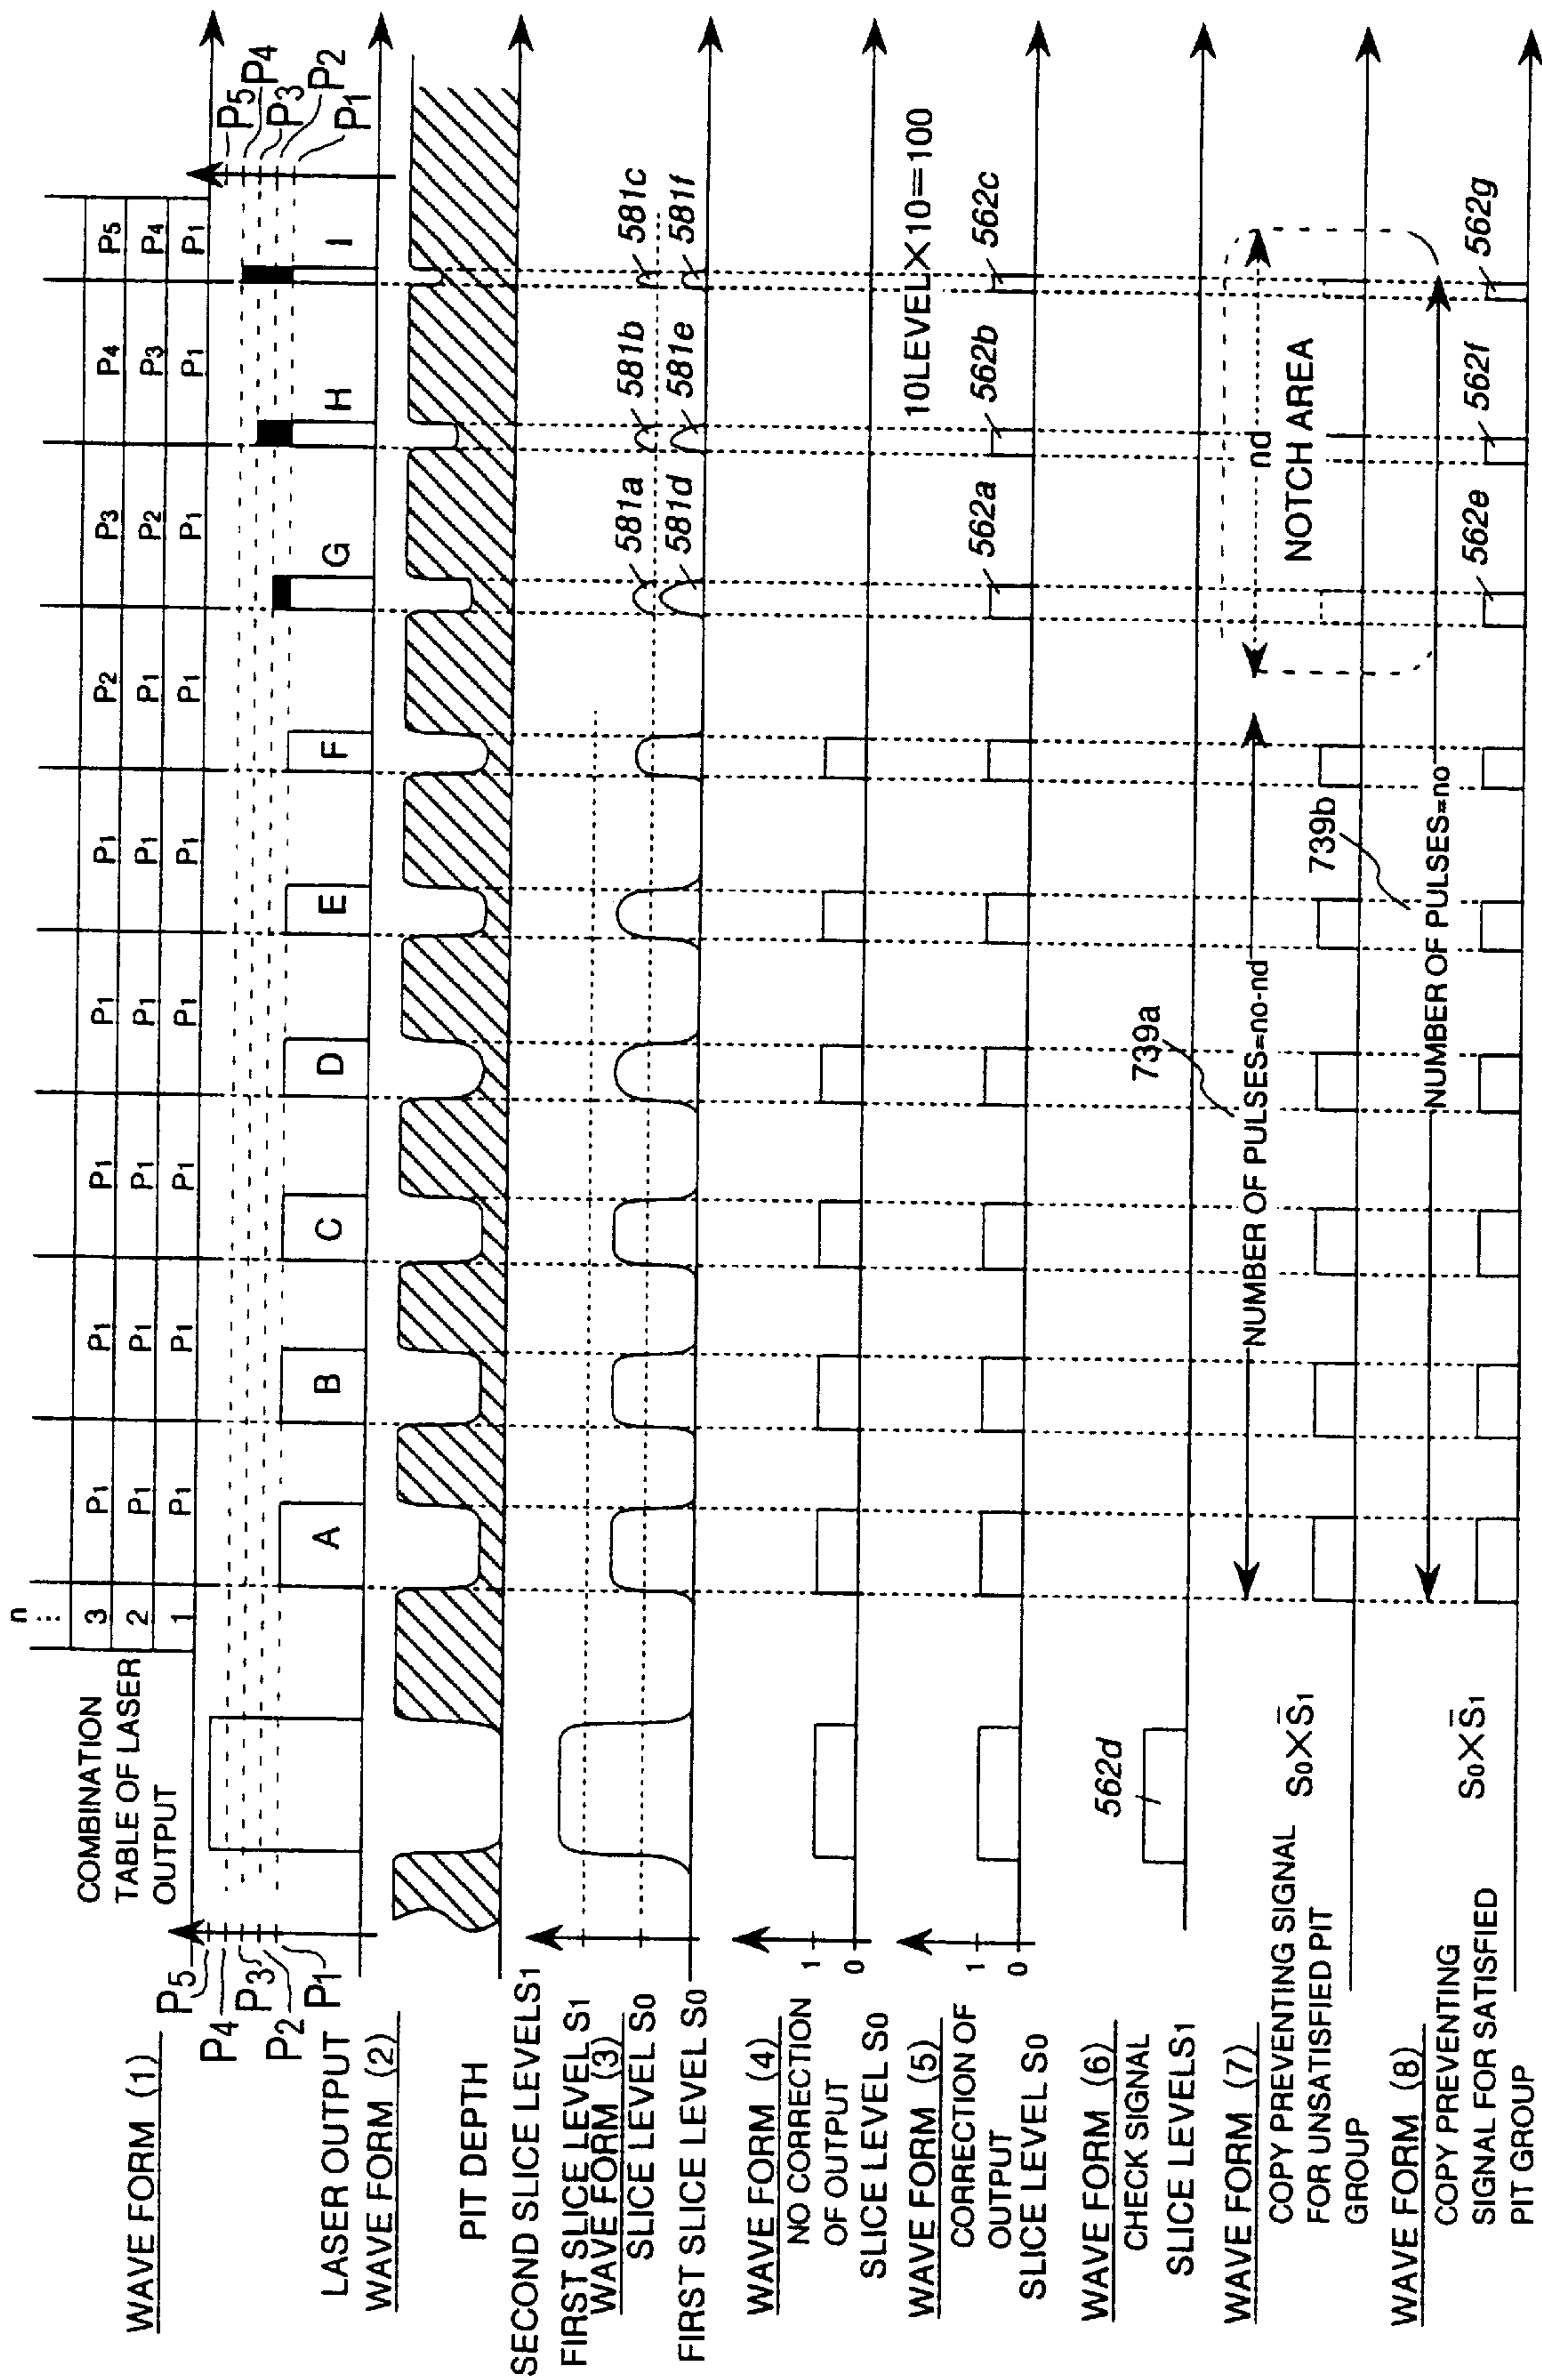 COMBINATION
TABLE OF LASER
OUTPUT
n
⋮
3 P1 P1 P1 P1 P1 P2 P3 P4 P5
2 P1 P1 P1 P1 P1 P1 P2 P3 P4
1 P1 P1 P1 P1 P1 P1 P1 P1 P1
WAVE FORM (1)
P5
P4
P3
P2
P1
LASER OUTPUT
A B C D E F G H I
P5
P4
P3
P2
P1
WAVE FORM (2)
PIT DEPTH
SECOND SLICE LEVELS1
FIRST SLICE LEVEL S1
WAVE FORM (3)
SLICE LEVEL S0
FIRST SLICE LEVEL S0
581a 581b 581c
581d 581e 581f
WAVE FORM (4)
NO CORRECTION
OF OUTPUT
SLICE LEVEL S0
1
0
10LEVEL×10=100
WAVE FORM (5)
CORRECTION OF
OUTPUT
SLICE LEVEL S0
1
0
562a 562b 562c
WAVE FORM (6)
CHECK SIGNAL
SLICE LEVELS1
562d
WAVE FORM (7)
COPY PREVENTING SIGNAL
FOR UNSATISFIED PIT
GROUP
S0×S̅1
739a
NUMBER OF PULSES=no-nd
nd
NOTCH AREA
WAVE FORM (8)
COPY PREVENTING
SIGNAL FOR SATISFIED
PIT GROUP
S0×S̅1
739b
NUMBER OF PULSES=no
562e 562f 562g